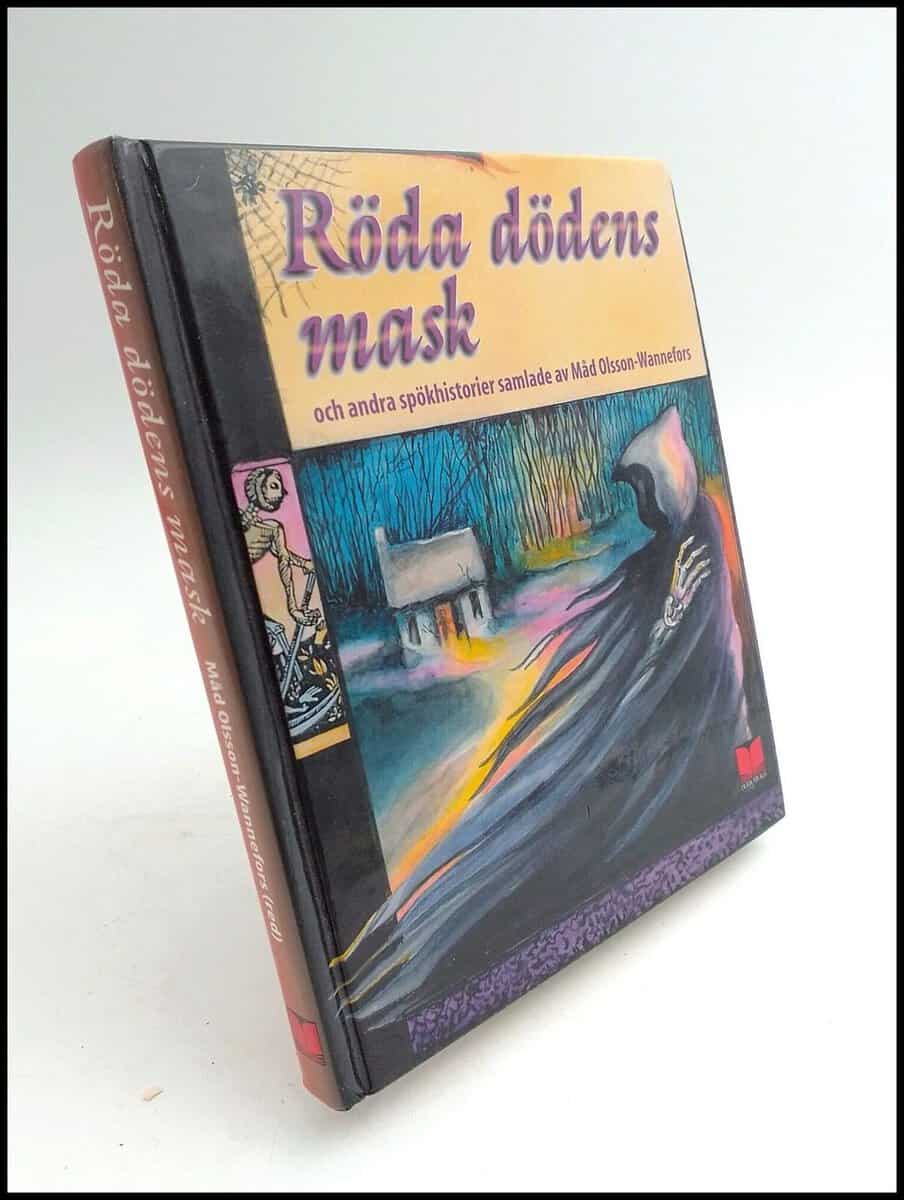 Röda dödens
mask
och andra spökhistorier samlade av Måd Olsson-Wannefors
Röda dödens mask
Måd Olsson-Wannefors (red)